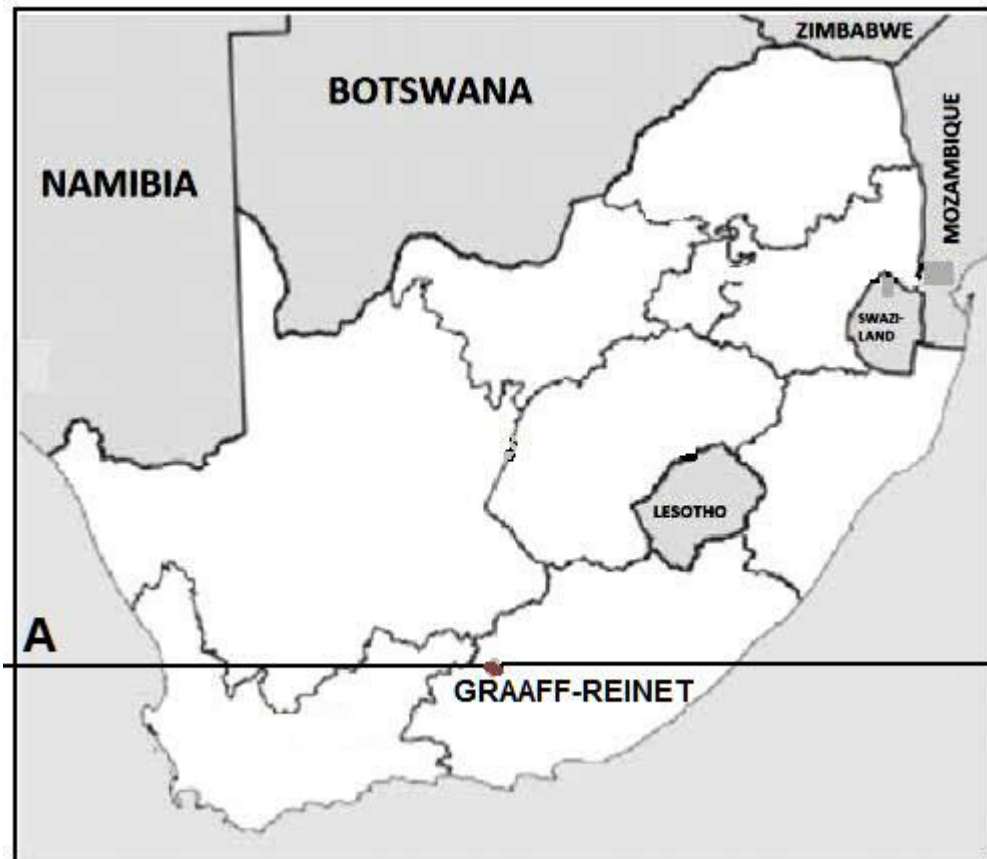 ZIMBABWE
BOTSWANA
MOZAMBIQUE
NAMIBIA
SWAZI-
LAND
LESOTHO
A
GRAAFF-REINET